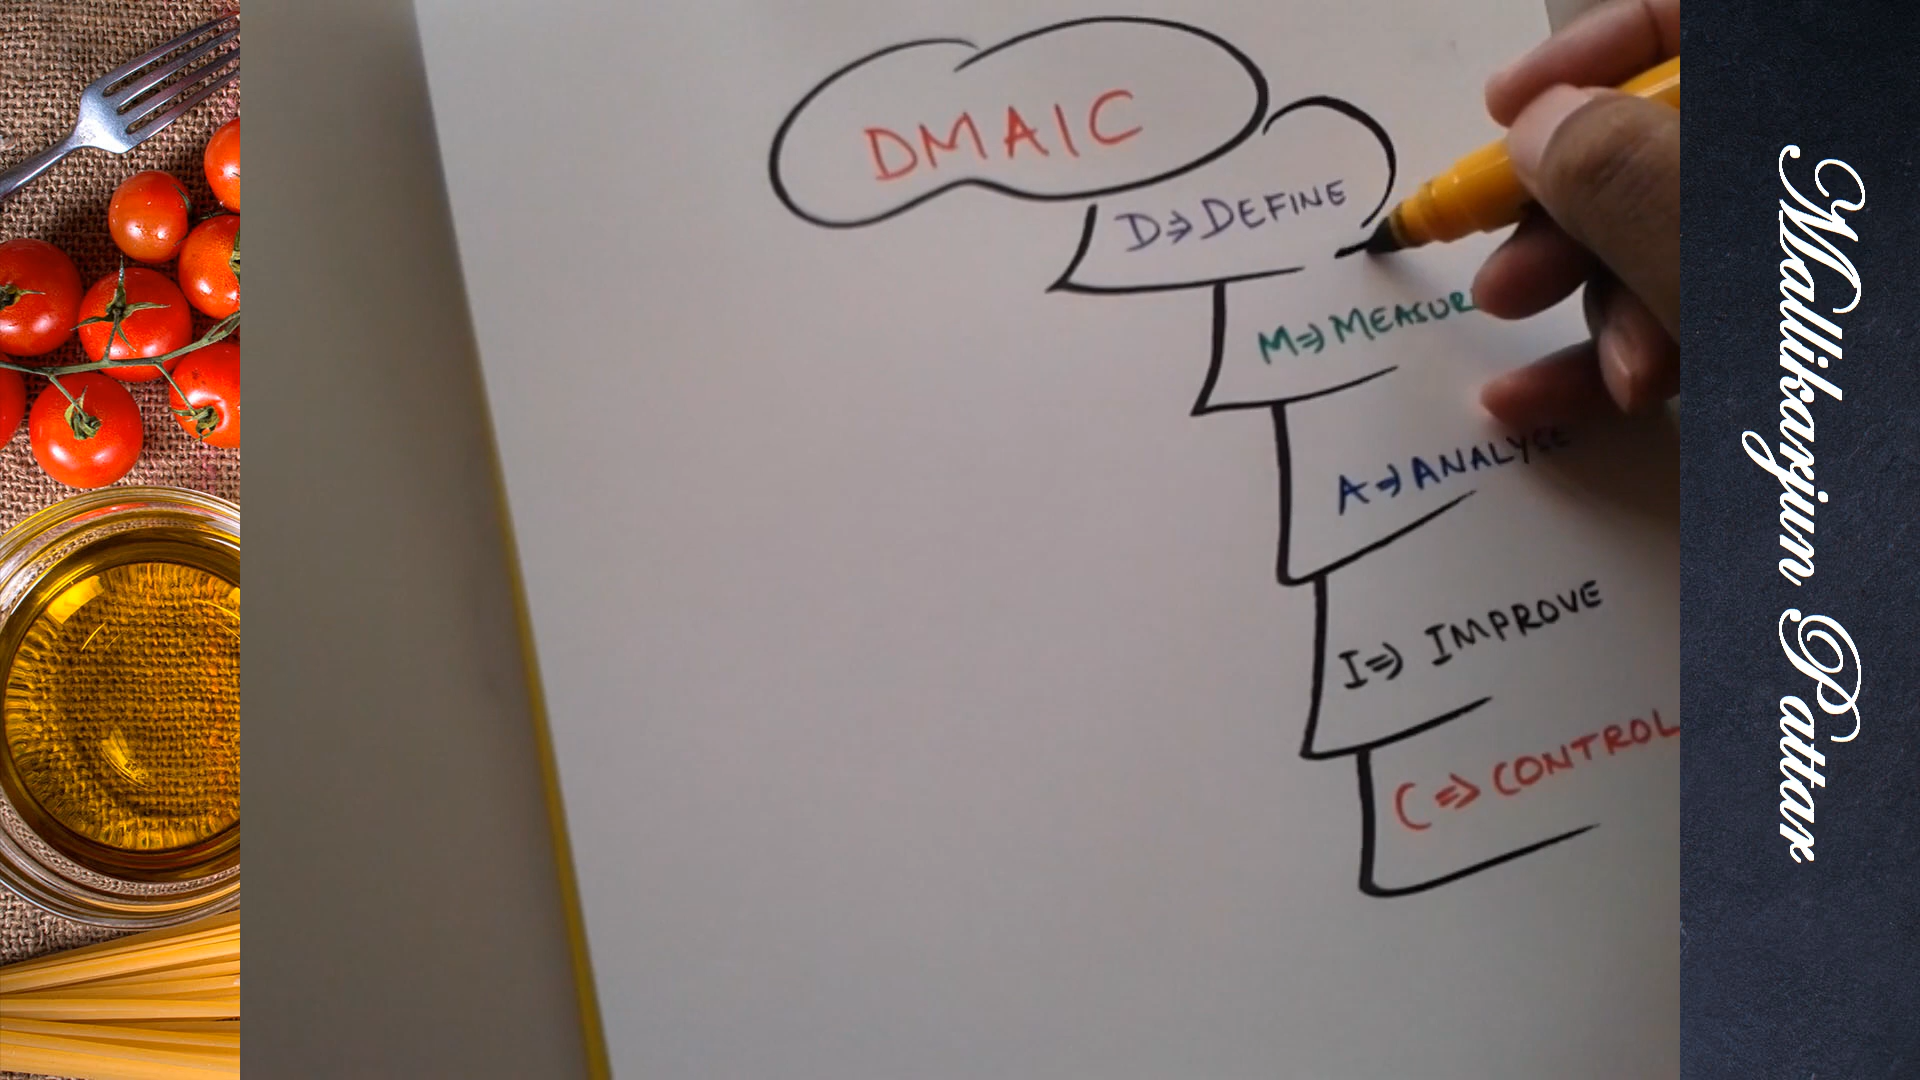 DMAIC
D⇒DEFINE
M⇒MEASURE
A⇒ANALYSE
I⇒ IMPROVE
C⇒CONTROL
Mallikarjun Pattar